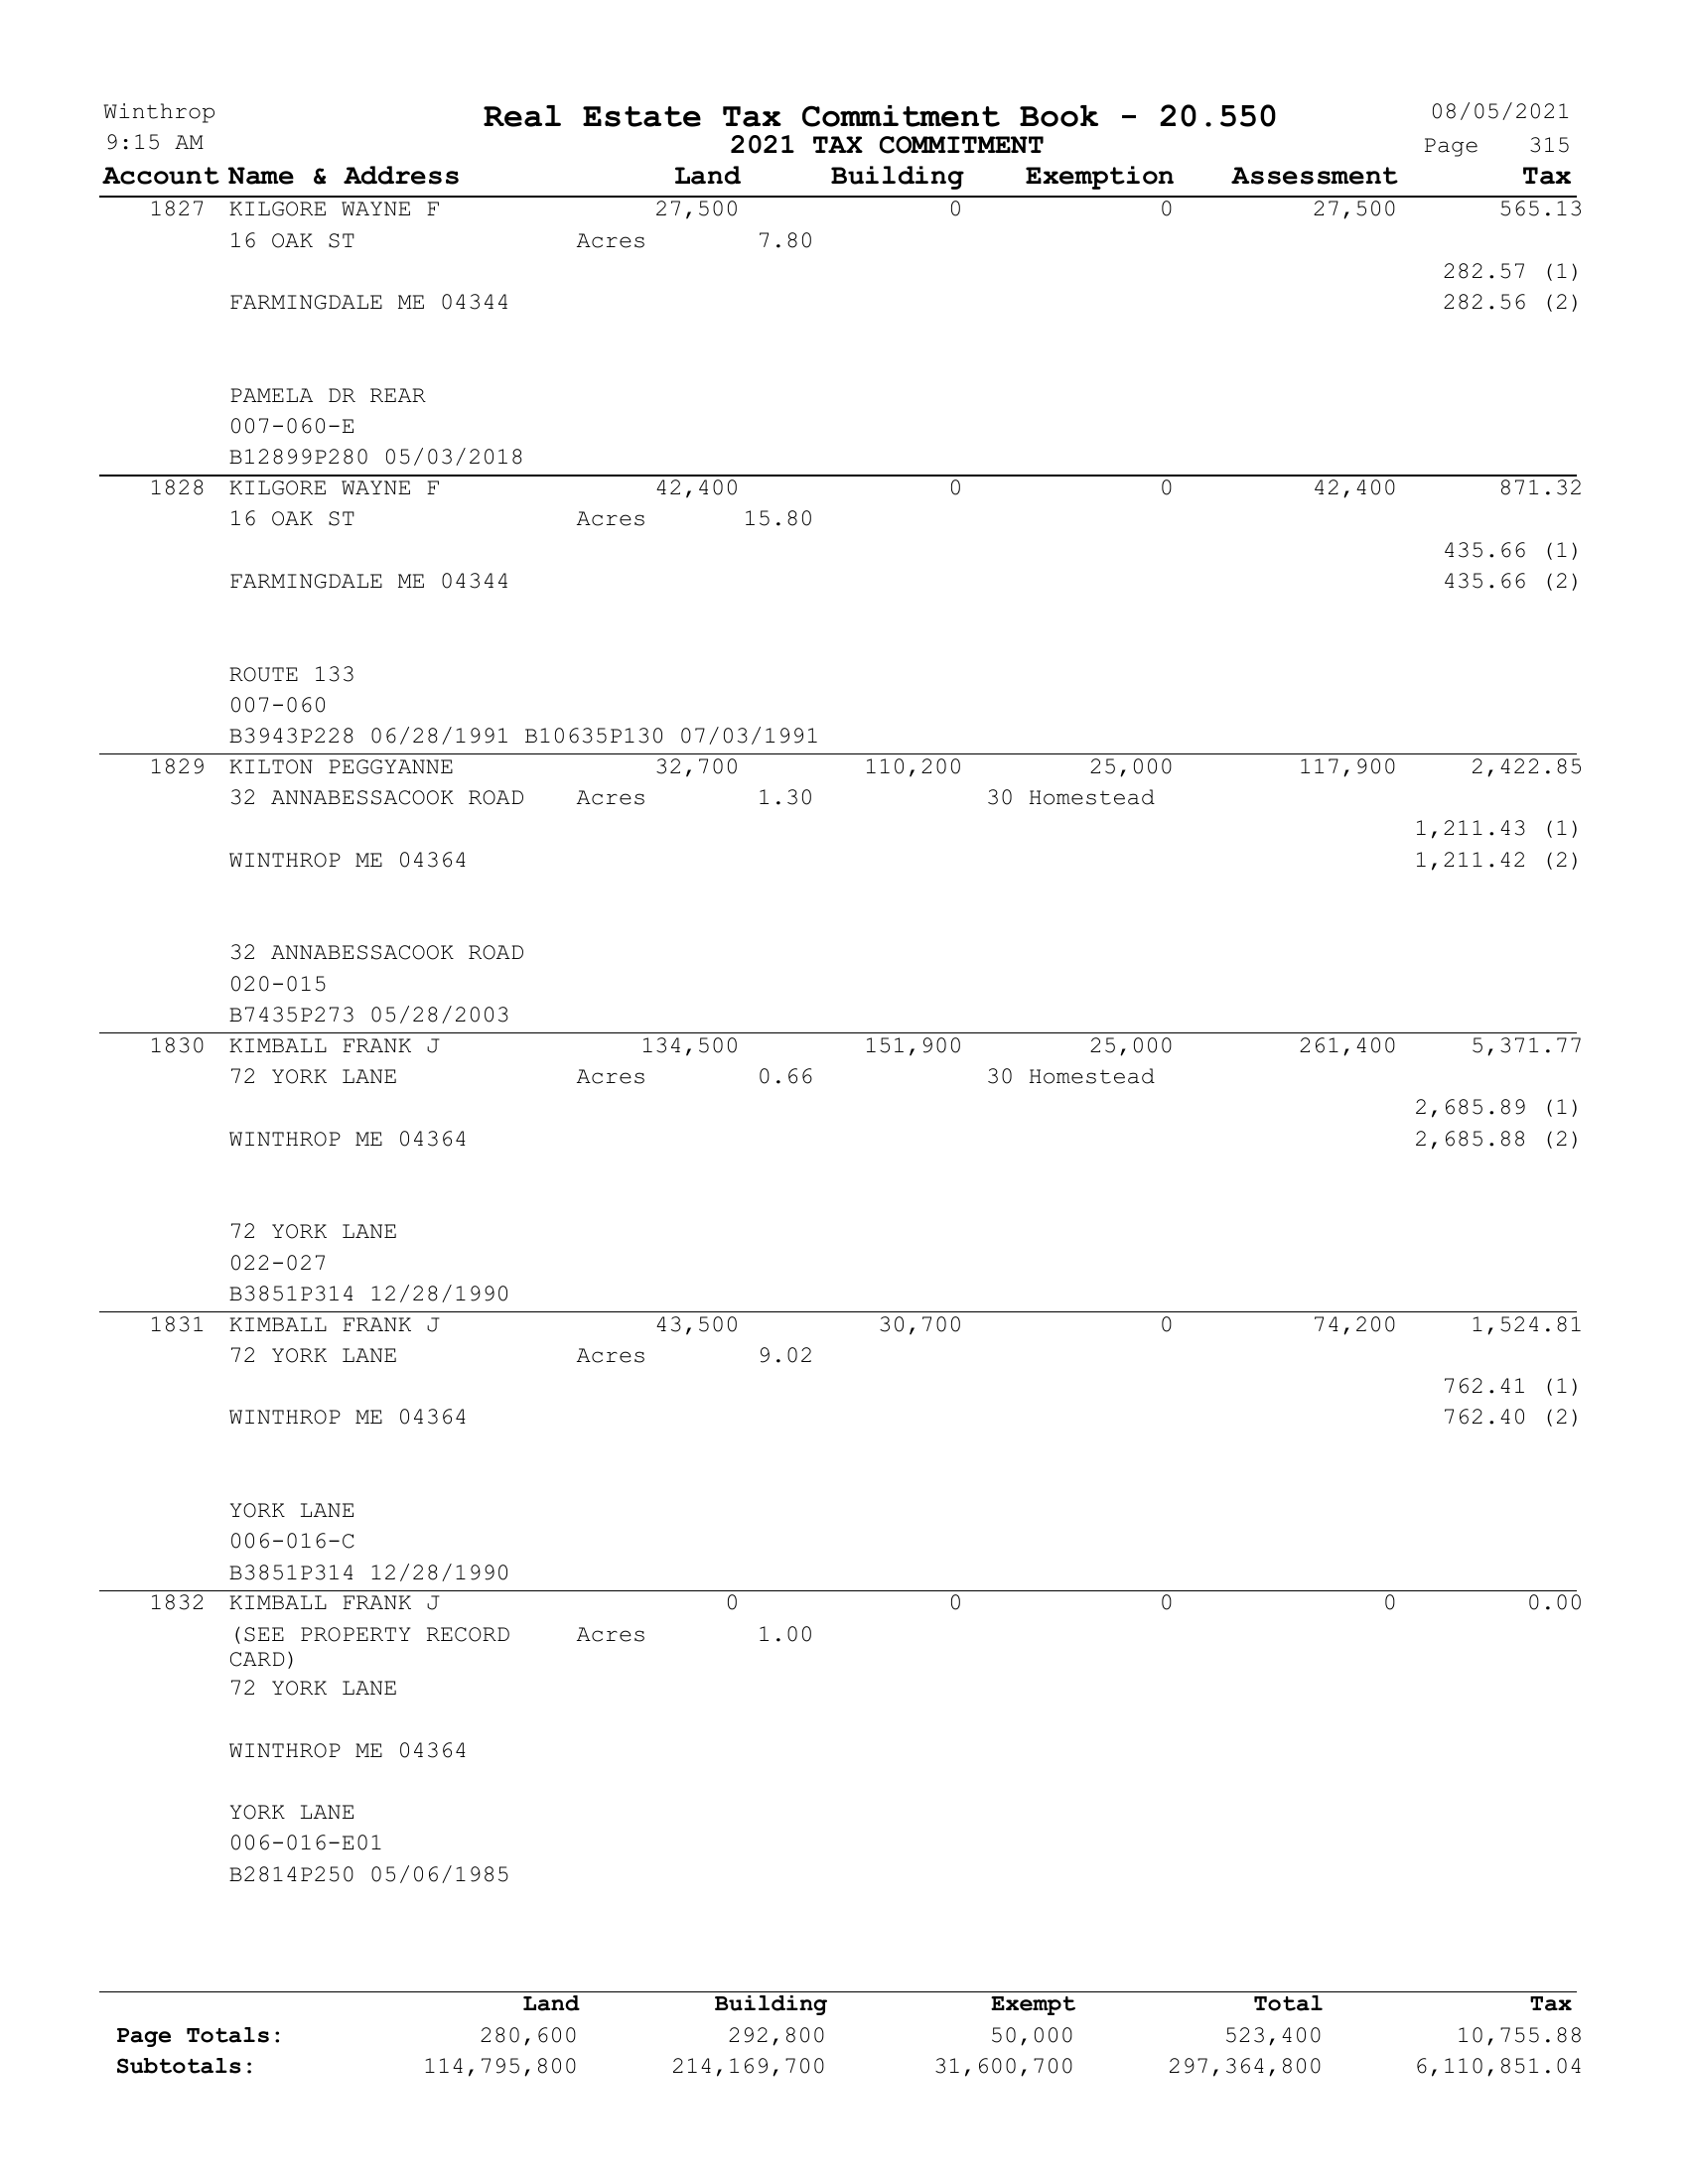 Winthrop Real Estate Tax Commitment Book - 20.550 08/05/2021
9:15 AM 2021 TAX COMMITMENT Page 315
Account Name & Address Land Building Exemption Assessment Tax
1827 KILGORE WAYNE F 27,500 0 0 27,500 565.13
16 OAK ST Acres 7.80
282.57 (1)
FARMINGDALE ME 04344 282.56 (2)
PAMELA DR REAR
007-060-E
B12899P280 05/03/2018
1828 KILGORE WAYNE F 42,400 0 0 42,400 871.32
16 OAK ST Acres 15.80
435.66 (1)
FARMINGDALE ME 04344 435.66 (2)
ROUTE 133
007-060
B3943P228 06/28/1991 B10635P130 07/03/1991
1829 KILTON PEGGYANNE 32,700 110,200 25,000 117,900 2,422.85
32 ANNABESSACOOK ROAD Acres 1.30 30 Homestead
1,211.43 (1)
WINTHROP ME 04364 1,211.42 (2)
32 ANNABESSACOOK ROAD
020-015
B7435P273 05/28/2003
1830 KIMBALL FRANK J 134,500 151,900 25,000 261,400 5,371.77
72 YORK LANE Acres 0.66 30 Homestead
2,685.89 (1)
WINTHROP ME 04364 2,685.88 (2)
72 YORK LANE
022-027
B3851P314 12/28/1990
1831 KIMBALL FRANK J 43,500 30,700 0 74,200 1,524.81
72 YORK LANE Acres 9.02
762.41 (1)
WINTHROP ME 04364 762.40 (2)
YORK LANE
006-016-C
B3851P314 12/28/1990
1832 KIMBALL FRANK J 0 0 0 0 0.00
(SEE PROPERTY RECORD Acres 1.00
CARD)
72 YORK LANE
WINTHROP ME 04364
YORK LANE
006-016-E01
B2814P250 05/06/1985
Land Building Exempt Total Tax
Page Totals: 280,600 292,800 50,000 523,400 10,755.88
Subtotals: 114,795,800 214,169,700 31,600,700 297,364,800 6,110,851.04